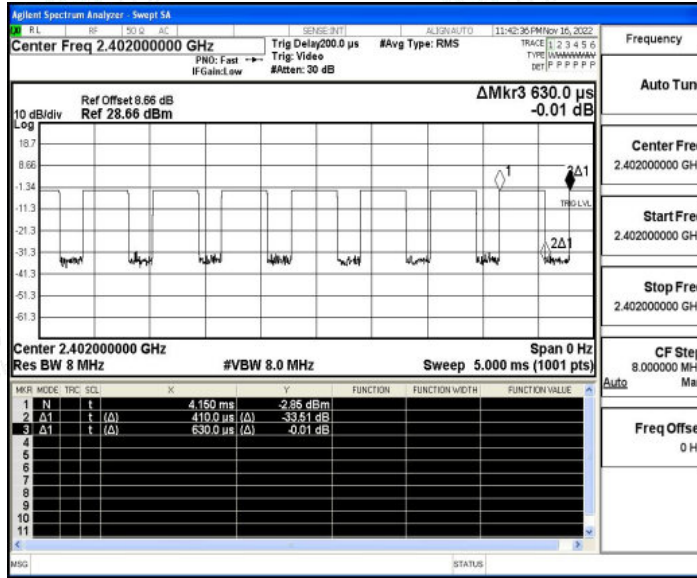 Agilent Spectrum Analyzer - Swept SA
RL RF 50 Ω AC SENSE:INT ALIGNAUTO 11:42:36 PM Nov 16, 2022
Center Freq 2.402000000 GHz
PNO: Fast
IFGain:Low
Trig Delay200.0 µs
Trig: Video
#Atten: 30 dB
#Avg Type: RMS
TRACE 1 2 3 4 5 6
TYPE
DET P P P P P P
Ref Offset 8.66 dB
10 dB/div Ref 28.66 dBm
Log
ΔMkr3 630.0 µs
-0.01 dB
18.7
8.66
-1.34
-11.3
-21.3
-31.3
-41.3
-51.3
-61.3
1
3Δ1
TRIG LVL
2Δ1
Center 2.402000000 GHz Span 0 Hz
Res BW 8 MHz #VBW 8.0 MHz Sweep 5.000 ms (1001 pts)
MKR MODE TRC SCL X Y FUNCTION FUNCTION WIDTH FUNCTION VALUE
1 N t 4.150 ms -2.85 dBm
2 Δ1 t (Δ) 410.0 µs (Δ) -33.51 dB
3 Δ1 t (Δ) 630.0 µs (Δ) -0.01 dB
4
5
6
7
8
9
10
11
MSG STATUS
Frequency
Auto Tun
Center Fre
2.402000000 GH
Start Fre
2.402000000 GH
Stop Fre
2.402000000 GH
CF Ste
8.000000 MH
Auto Ma
Freq Offse
0 H